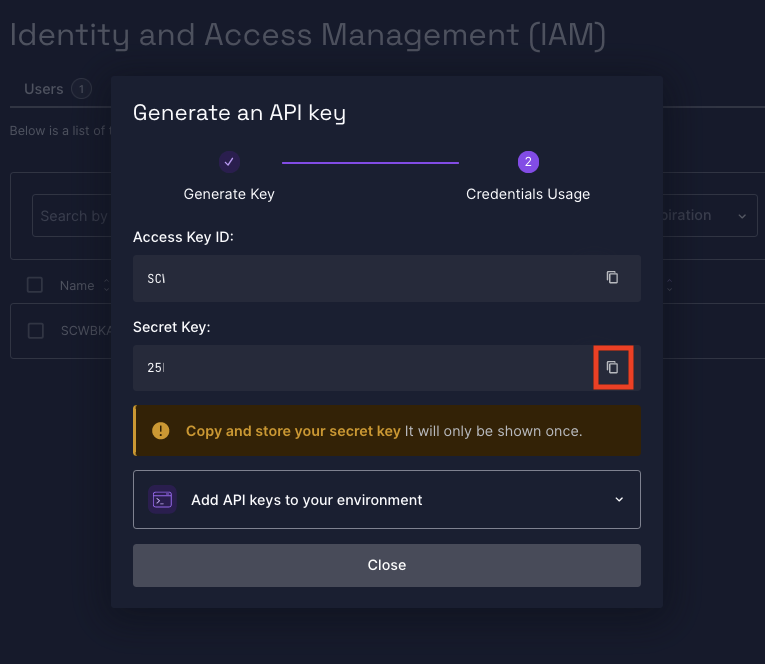 Identity and Access Management (IAM)
Users 1
Below is a list of
Generate an API key
2
Generate Key
Credentials Usage
Search by
piration
Access Key ID:
SCW
Name
Secret Key:
SCWBKA
25
Copy and store your secret key It will only be shown once.
Add API keys to your environment
Close